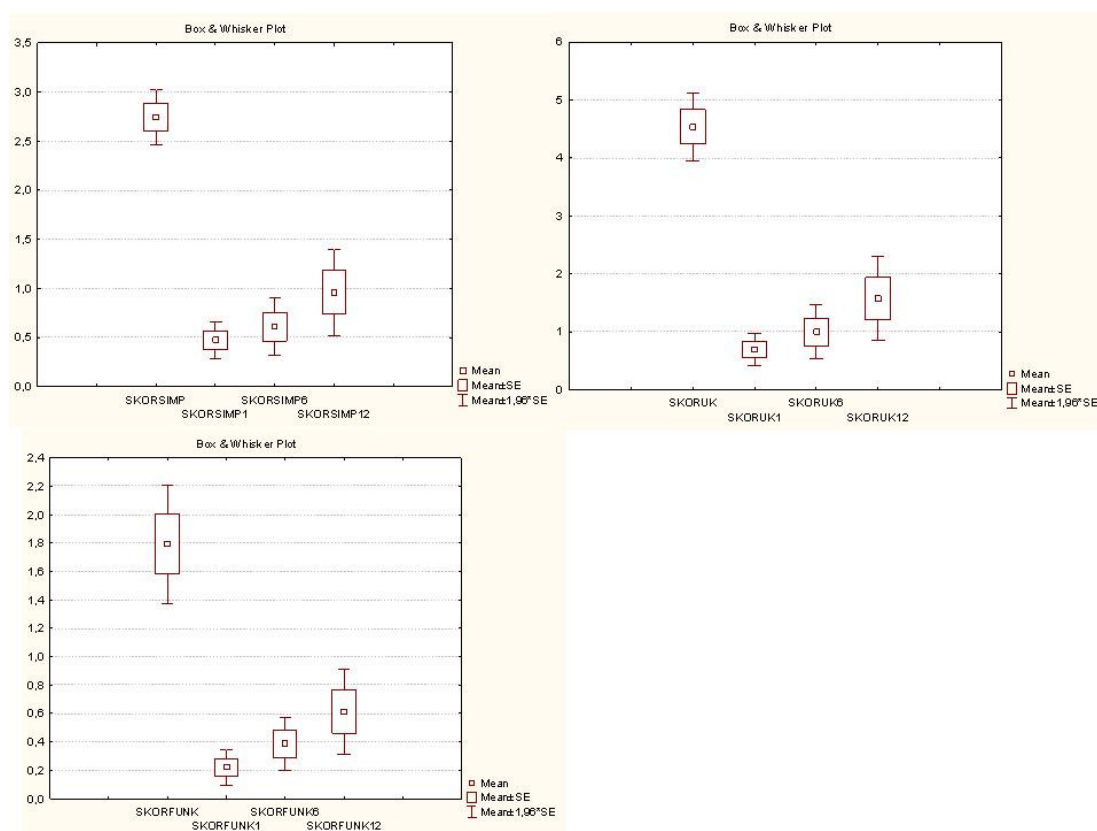 Box & Whisker Plot
3,5
3,0
2,5
2,0
1,5
1,0
0,5
0,0
SKORSIMP SKORSIMP6
SKORSIMP1 SKORSIMP12
Mean
Mean±SE
Mean±1,96*SE
Box & Whisker Plot
6
5
4
3
2
1
0
SKORUK SKORUK6
SKORUK1 SKORUK12
Mean
Mean±SE
Mean±1,96*SE
Box & Whisker Plot
2,4
2,2
2,0
1,8
1,6
1,4
1,2
1,0
0,8
0,6
0,4
0,2
0,0
SKORFUNK SKORFUNK6
SKORFUNK1 SKORFUNK12
Mean
Mean±SE
Mean±1,96*SE